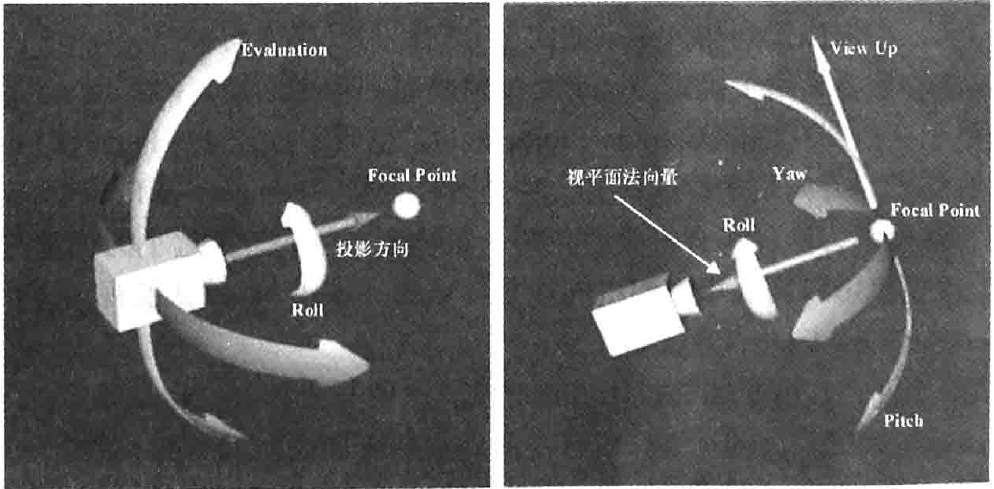 Evaluation
Focal Point
投影方向
Roll
View Up
视平面法向量
Yaw
Focal Point
Roll
Pitch